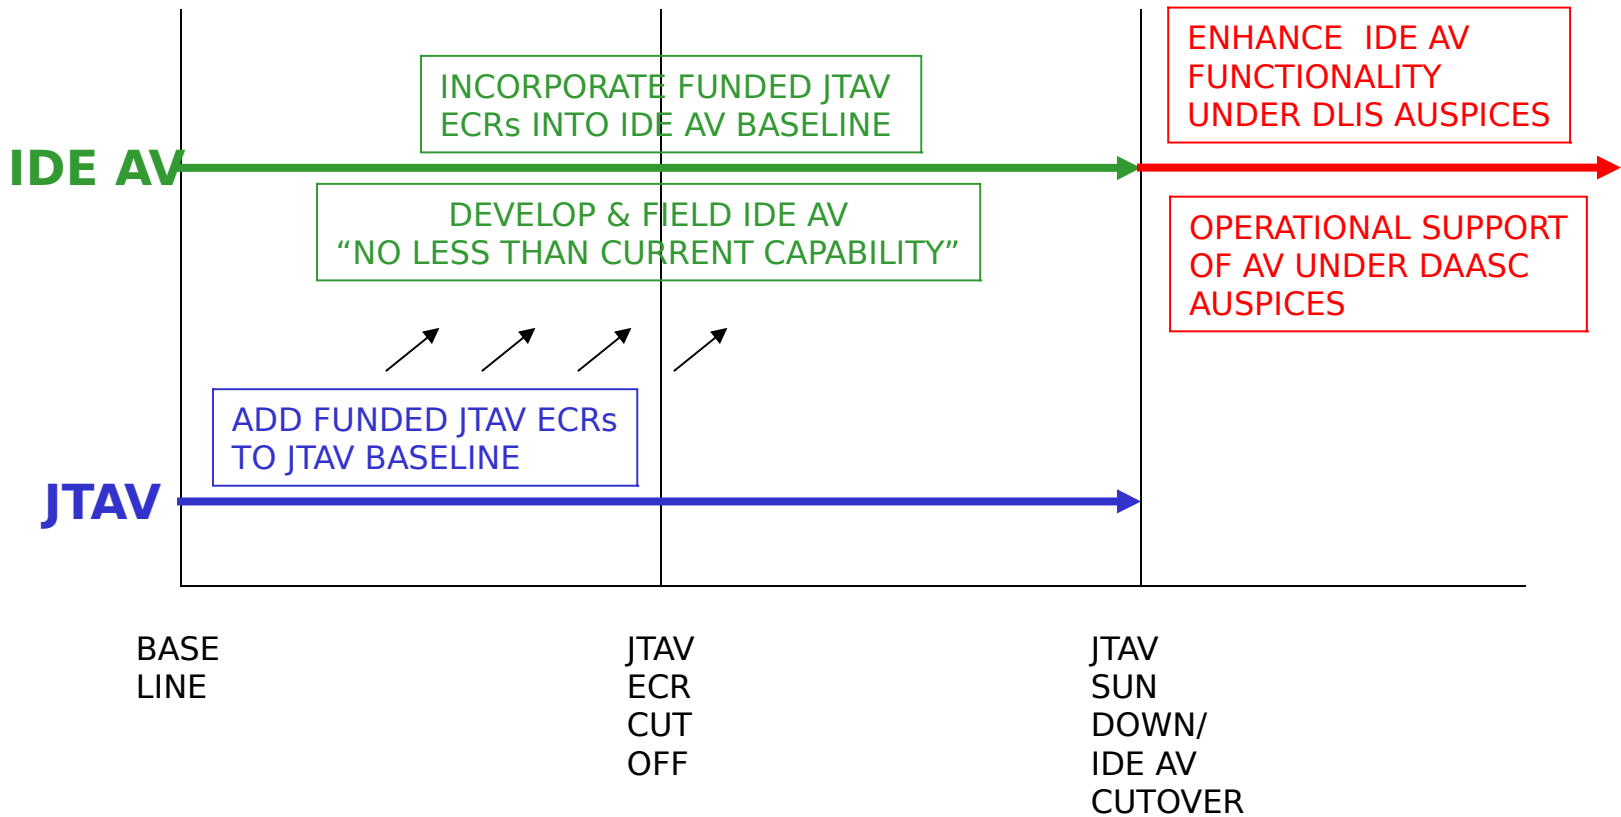 ENHANCE IDE AV
FUNCTIONALITY
UNDER DLIS AUSPICES
INCORPORATE FUNDED JTAV
ECRs INTO IDE AV BASELINE
IDE AV
DEVELOP & FIELD IDE AV
“NO LESS THAN CURRENT CAPABILITY”
OPERATIONAL SUPPORT
OF AV UNDER DAASC
AUSPICES
ADD FUNDED JTAV ECRs
TO JTAV BASELINE
JTAV
BASE
LINE
JTAV
ECR
CUT
OFF
JTAV
SUN
DOWN/
IDE AV
CUTOVER